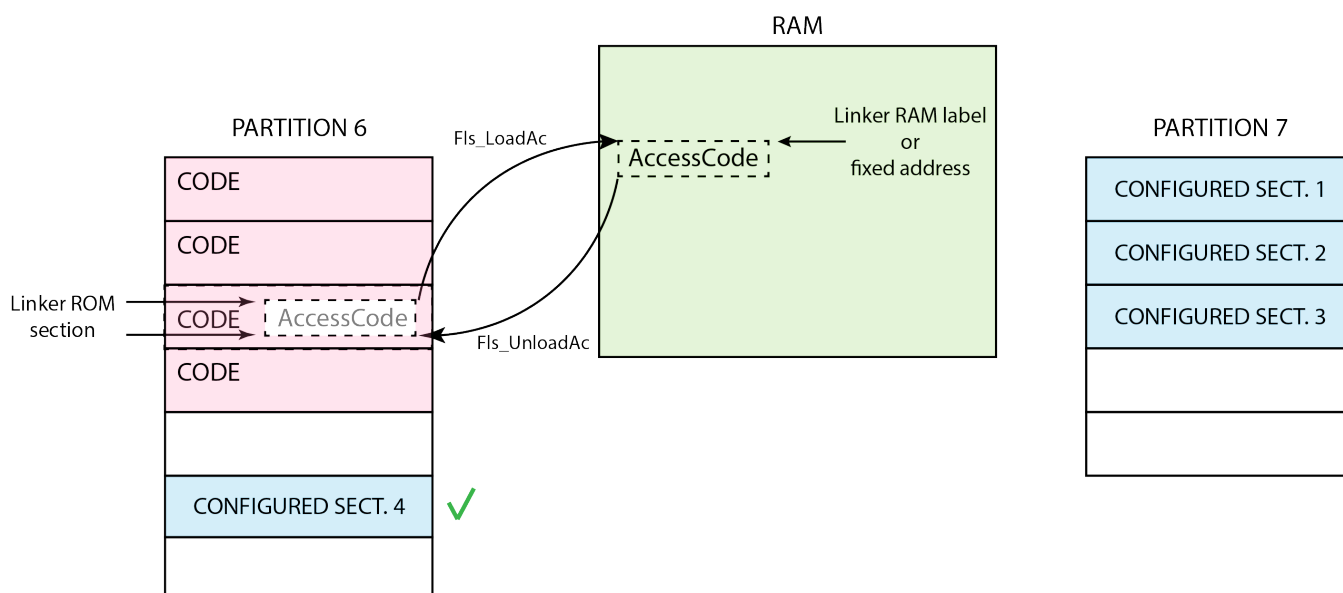 RAM
PARTITION 6
PARTITION 7
Fls_LoadAc
Linker RAM label
or
fixed address
AccessCode
CODE
CODE
Linker ROM
section
CODE
AccessCode
Fls_UnloadAc
CODE
CONFIGURED SECT. 4
CONFIGURED SECT. 1
CONFIGURED SECT. 2
CONFIGURED SECT. 3